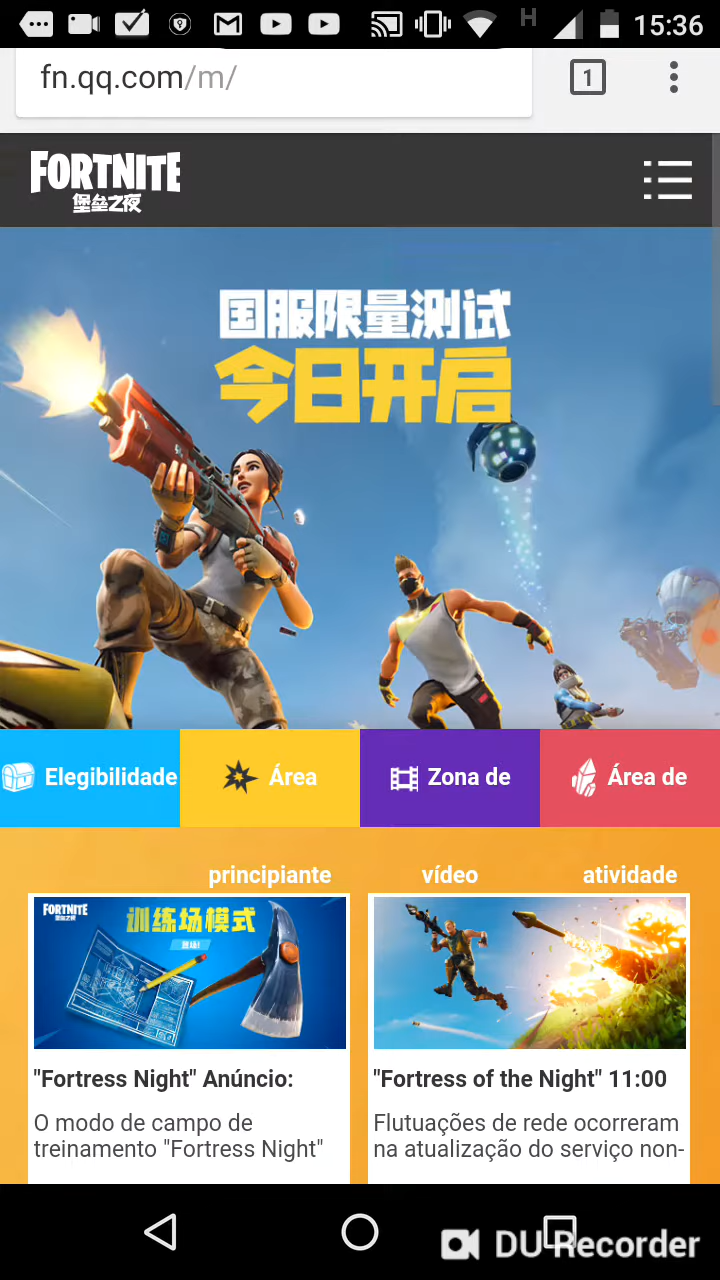 15:36
H
fn.qq.com/m/
1
FORTNITE
堡垒之夜
国服限量测试
今日开启
Elegibilidade
Área
Zona de
Área de
principiante
vídeo
atividade
FORTNITE
堡垒之夜
训练场模式
登场!
"Fortress Night" Anúncio:
O modo de campo de
treinamento "Fortress Night"
"Fortress of the Night" 11:00
Flutuações de rede ocorreram
na atualização do serviço non-
DU Recorder